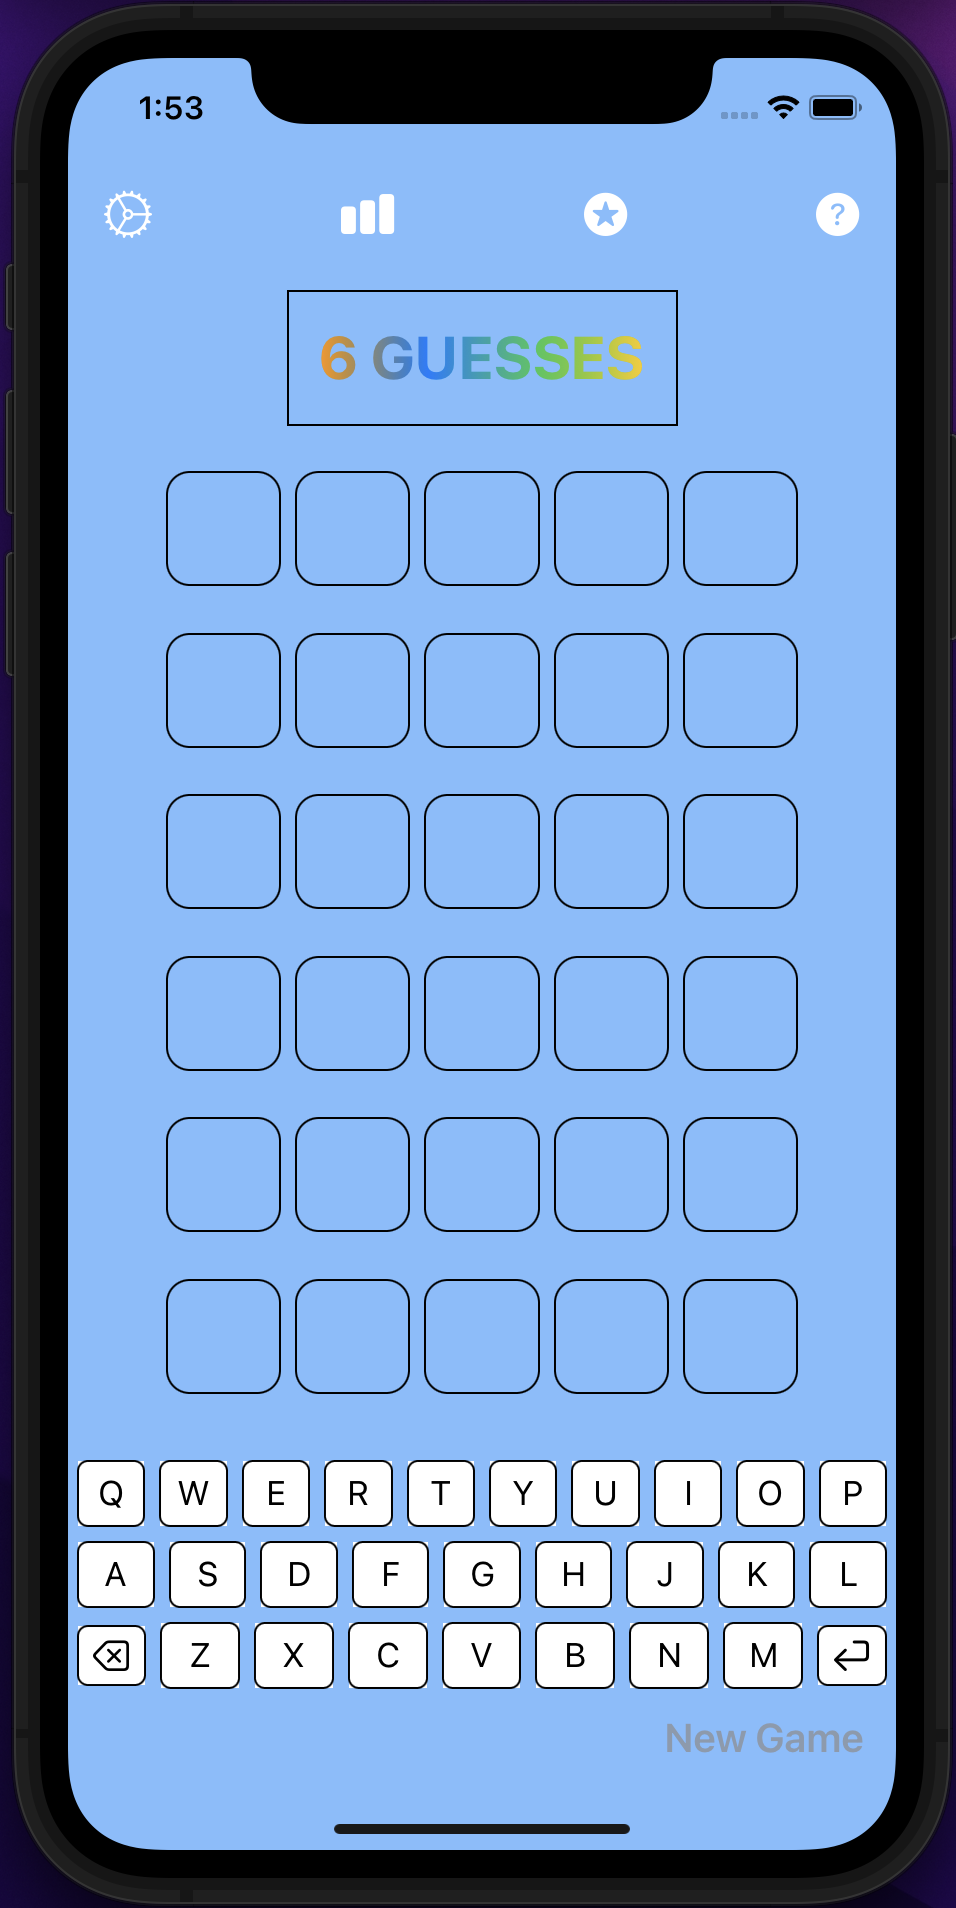 1:53
?
6 GUESSES
Q W E R T Y U I O P
A S D F G H J K L
Z X C V B N M
New Game